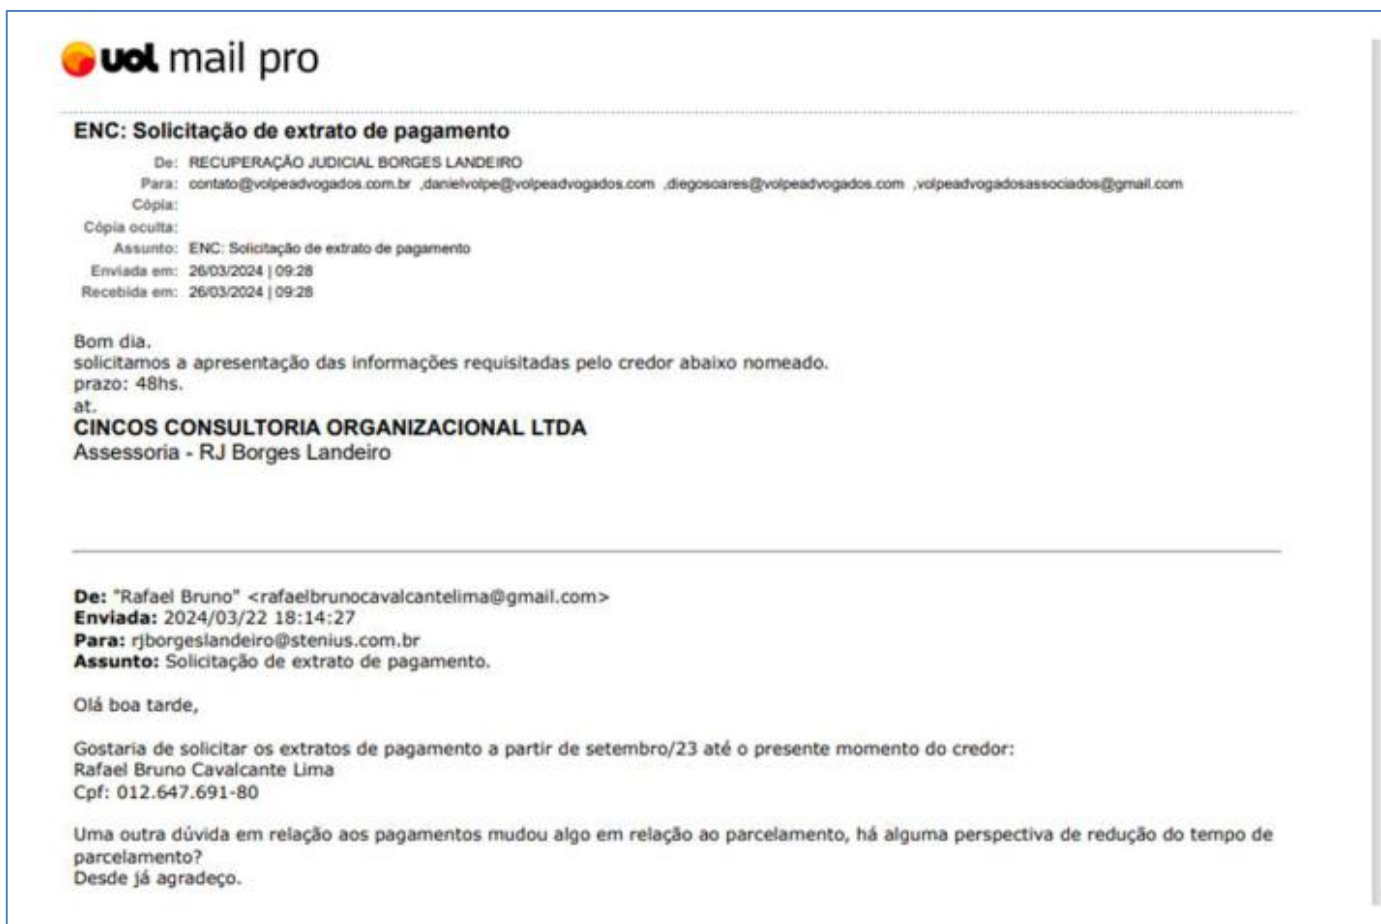 uol mail pro
ENC: Solicitação de extrato de pagamento
De: RECUPERAÇÃO JUDICIAL BORGES LANDEIRO
Para: contato@volpeadvogados.com.br ,danielvolpe@volpeadvogados.com ,diegosoares@volpeadvogados.com ,volpeadvogadosassociados@gmail.com
Cópia:
Cópia oculta:
Assunto: ENC: Solicitação de extrato de pagamento
Enviada em: 26/03/2024 | 09:28
Recebida em: 26/03/2024 | 09:28
Bom dia.
solicitamos a apresentação das informações requisitadas pelo credor abaixo nomeado.
prazo: 48hs.
at.
CINCOS CONSULTORIA ORGANIZACIONAL LTDA
Assessoria - RJ Borges Landeiro
De: "Rafael Bruno" <rafaelbrunocavalcantelima@gmail.com>
Enviada: 2024/03/22 18:14:27
Para: rjborgeslandeiro@stenius.com.br
Assunto: Solicitação de extrato de pagamento.
Olá boa tarde,
Gostaria de solicitar os extratos de pagamento a partir de setembro/23 até o presente momento do credor:
Rafael Bruno Cavalcante Lima
Cpf: 012.647.691-80
Uma outra dúvida em relação aos pagamentos mudou algo em relação ao parcelamento, há alguma perspectiva de redução do tempo de
parcelamento?
Desde já agradeço.